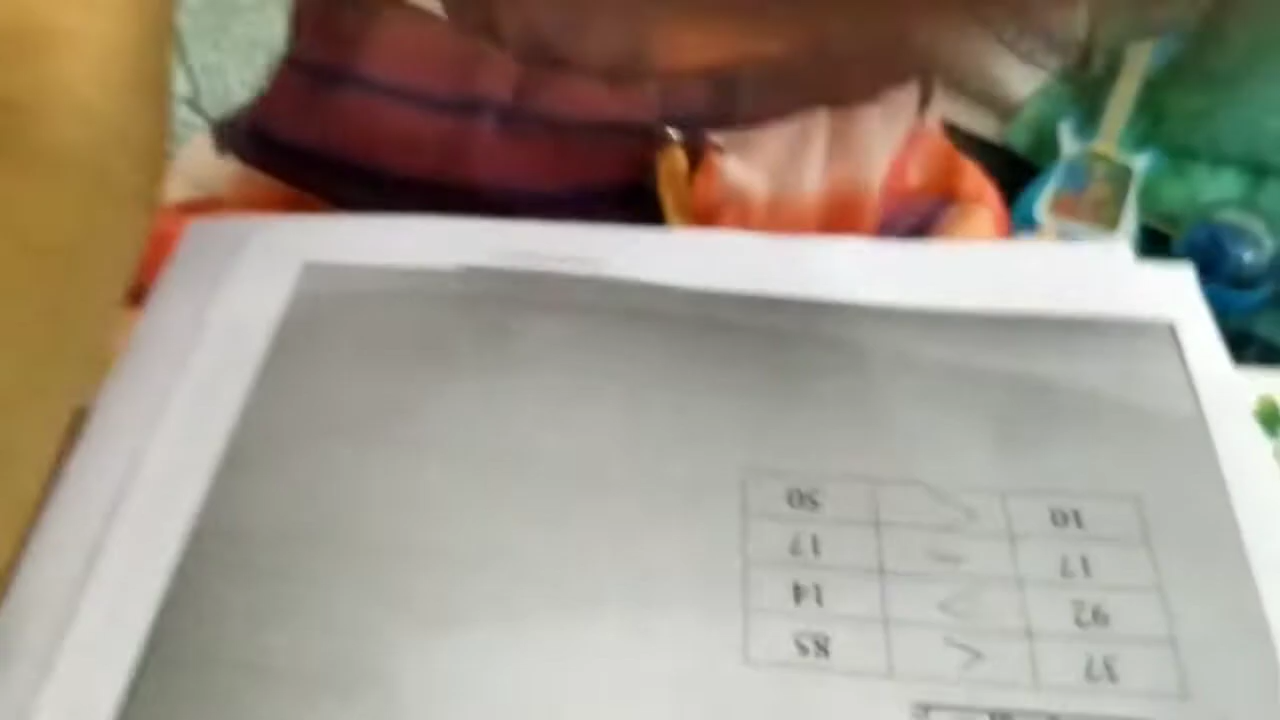 37 < 85
92 > 14
17 = 17
10 < 50